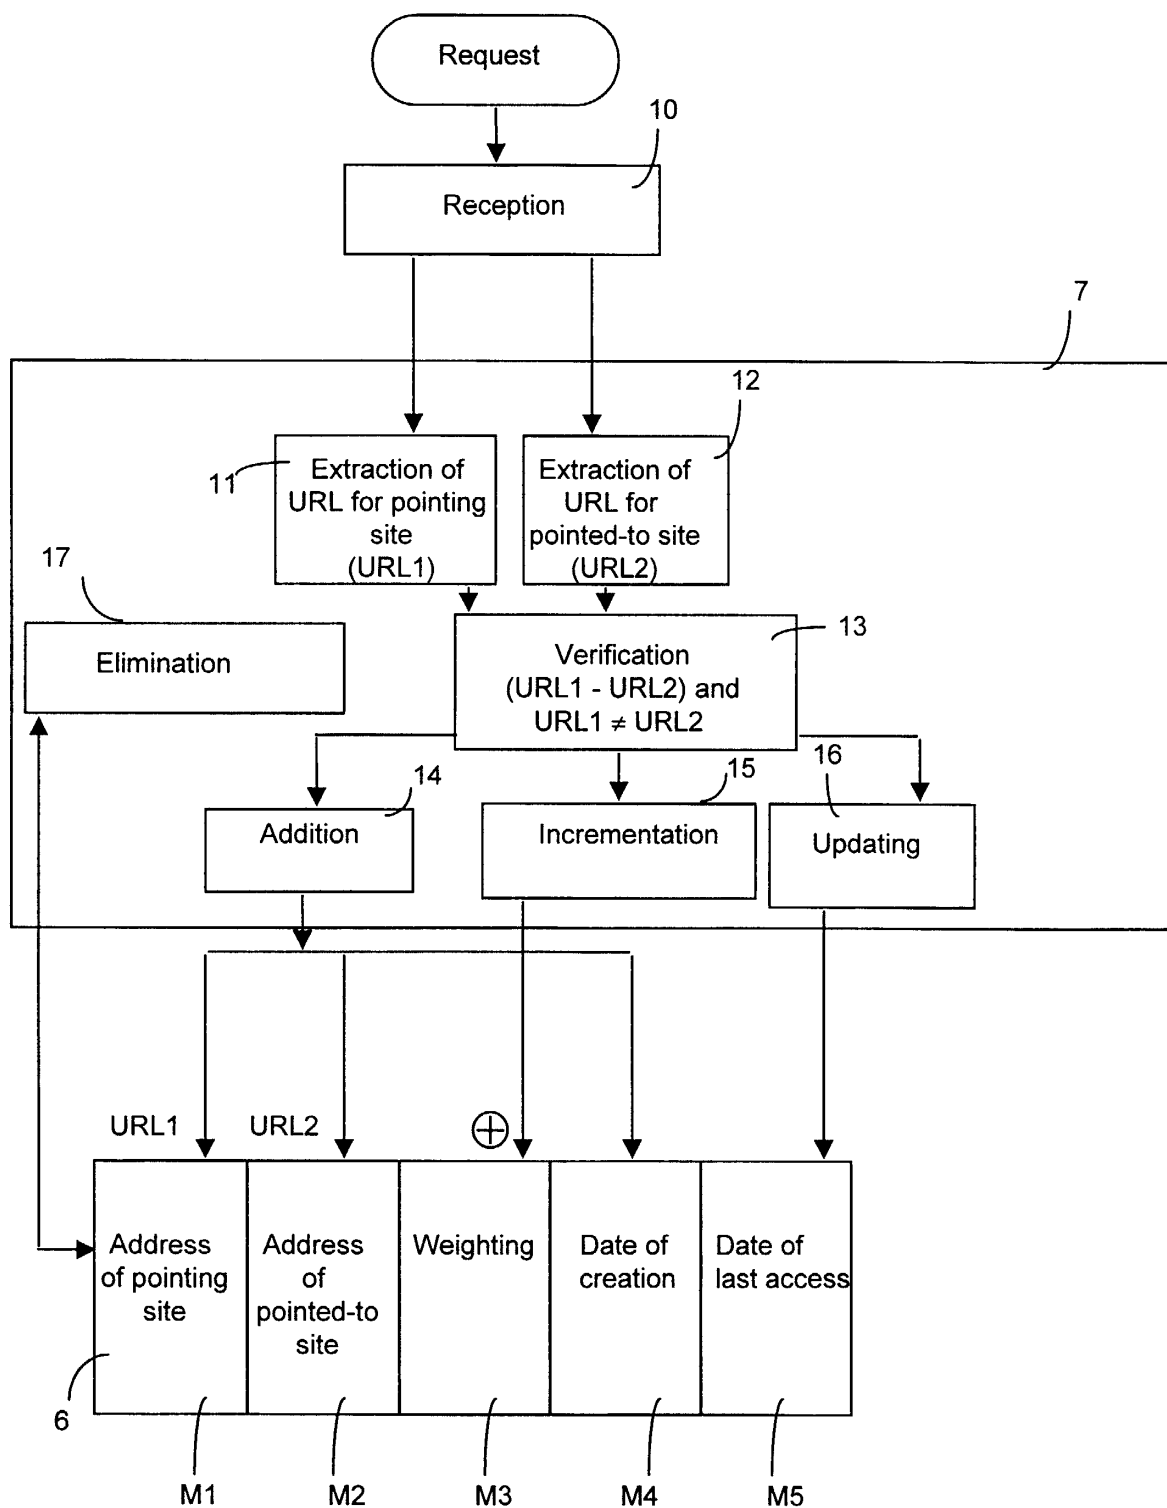 Request
10
Reception
7
12
11
Extraction of
URL for pointing
site
(URL1)
Extraction of
URL for
pointed-to site
(URL2)
17
Elimination
13
Verification
(URL1 - URL2) and
URL1 ≠ URL2
14
15
16
Addition
Incrementation
Updating
URL1
URL2
Address
of pointing
site
Address
of
pointed-to
site
Weighting
Date of
creation
Date of
last access
6
M1
M2
M3
M4
M5